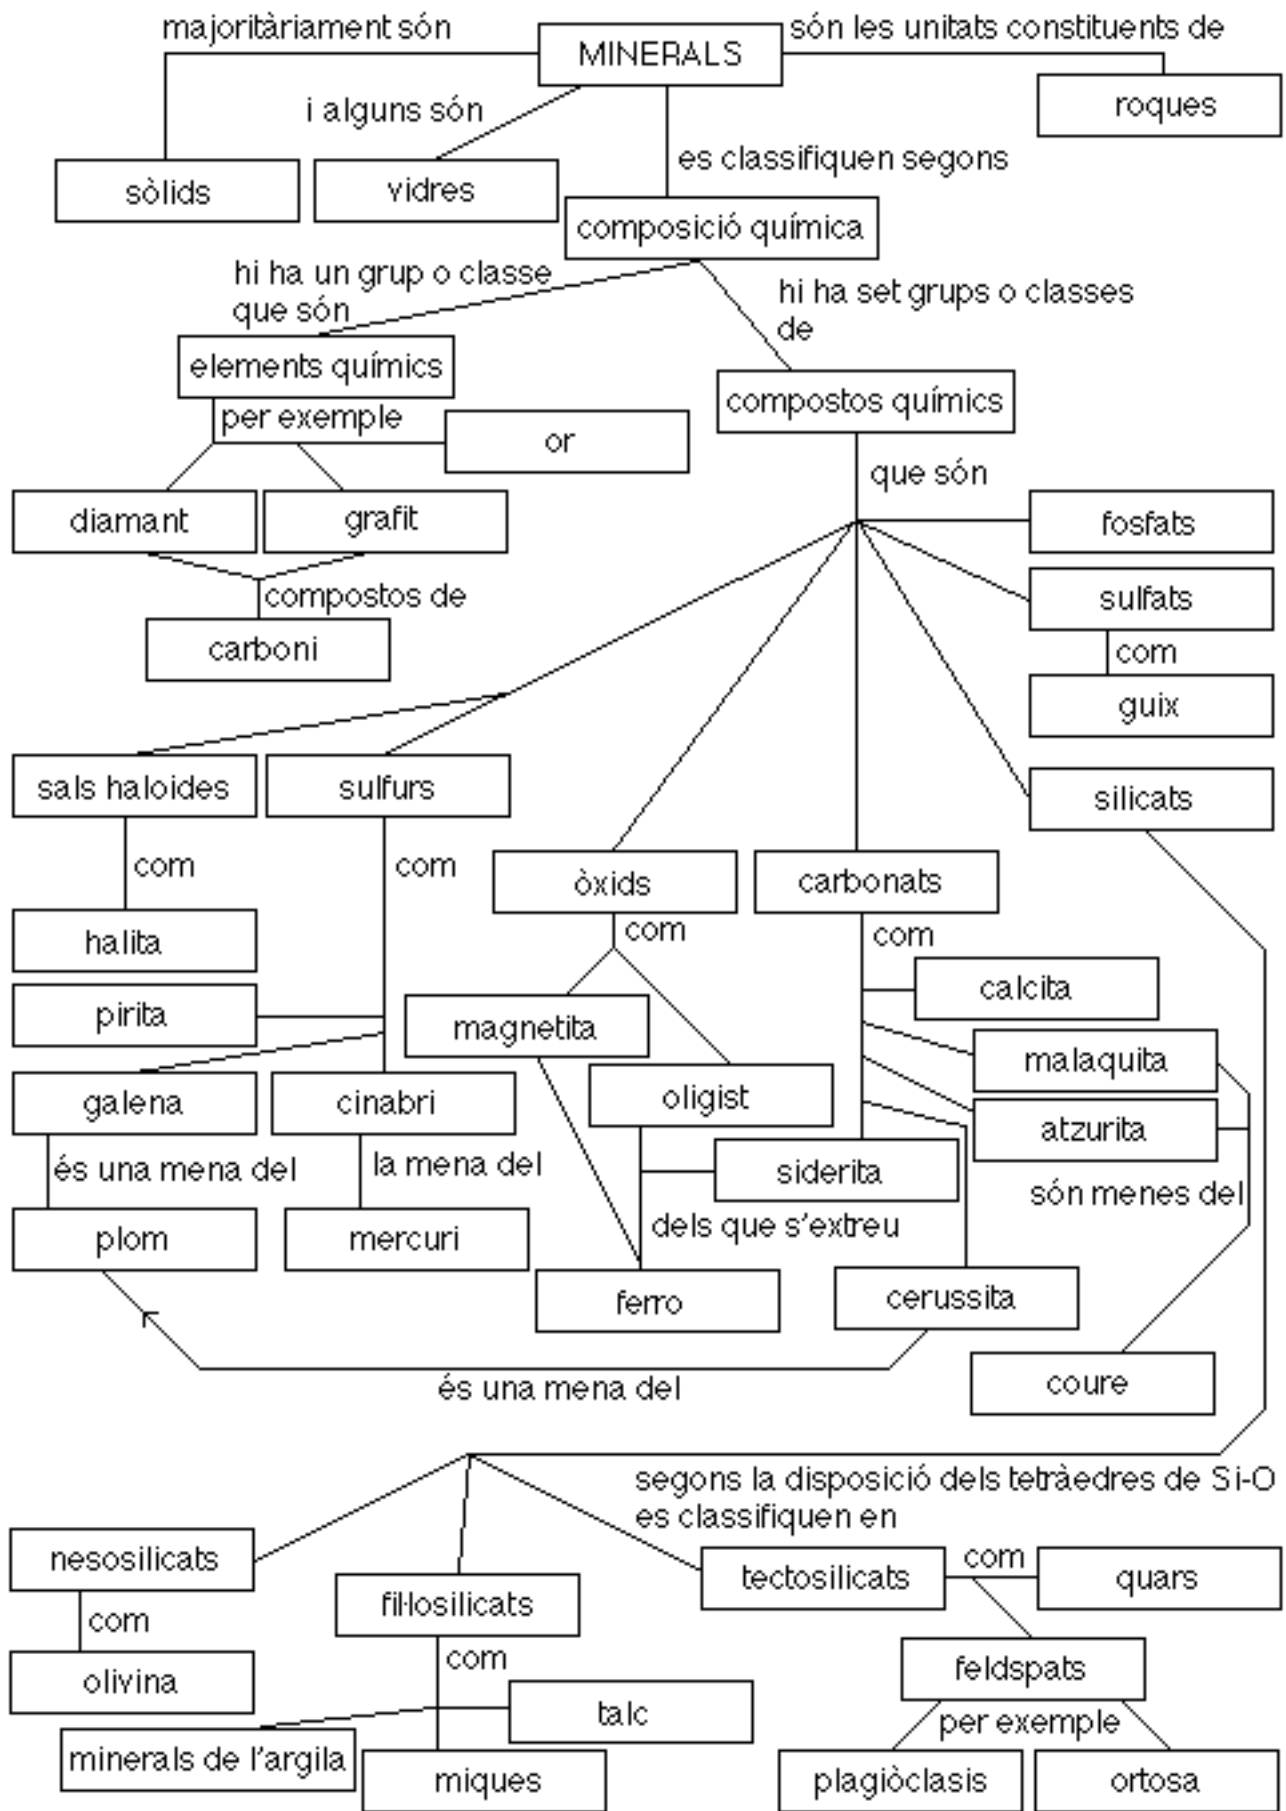 majoritàriament són
MINERALS
són les unitats constituents de
roques
i alguns són
sòlids
vidres
es classifiquen segons
composició química
hi ha un grup o classe
que són
hi ha set grups o classes
de
elements químics
compostos químics
per exemple
or
que són
diamant
grafit
fosfats
compostos de
sulfats
carboni
com
guix
sals haloides
sulfurs
silicats
com
com
òxids
carbonats
halita
com
com
pirita
magnetita
calcita
malaquita
galena
cinabri
oligist
atzurita
és una mena del
la mena del
siderita
són menes del
plom
mercuri
dels que s'extreu
ferro
cerussita
coure
és una mena del
segons la disposició dels tetràedres de Si-O
es classifiquen en
nesosilicats
fil·losilicats
tectosilicats
com
quars
com
olivina
com
feldspats
talc
per exemple
minerals de l'argila
miques
plagiòclasis
ortosa